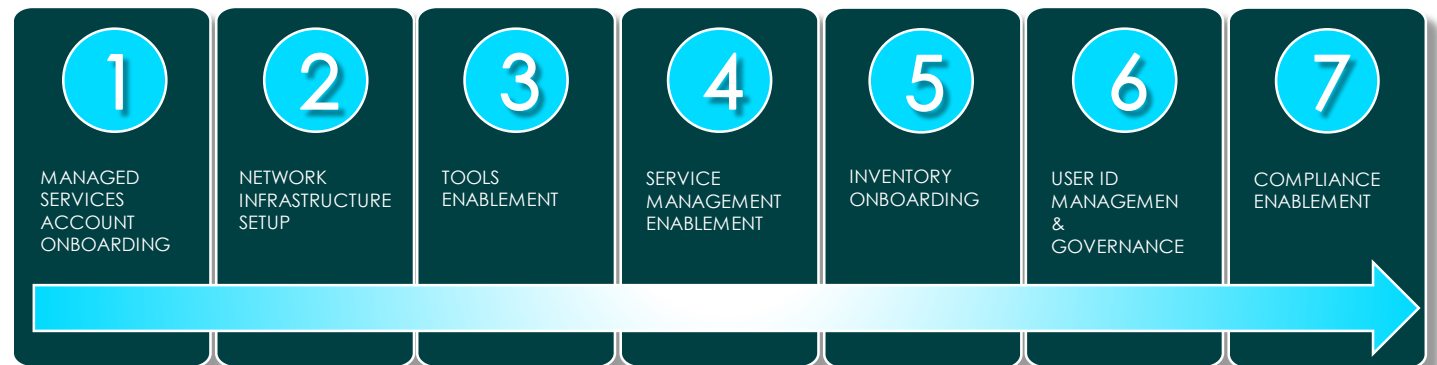 1
MANAGED
SERVICES
ACCOUNT
ONBOARDING
2
NETWORK
INFRASTRUCTURE
SETUP
3
TOOLS
ENABLEMENT
4
SERVICE
MANAGEMENT
ENABLEMENT
5
INVENTORY
ONBOARDING
6
USER ID
MANAGEMEN
&
GOVERNANCE
7
COMPLIANCE
ENABLEMENT